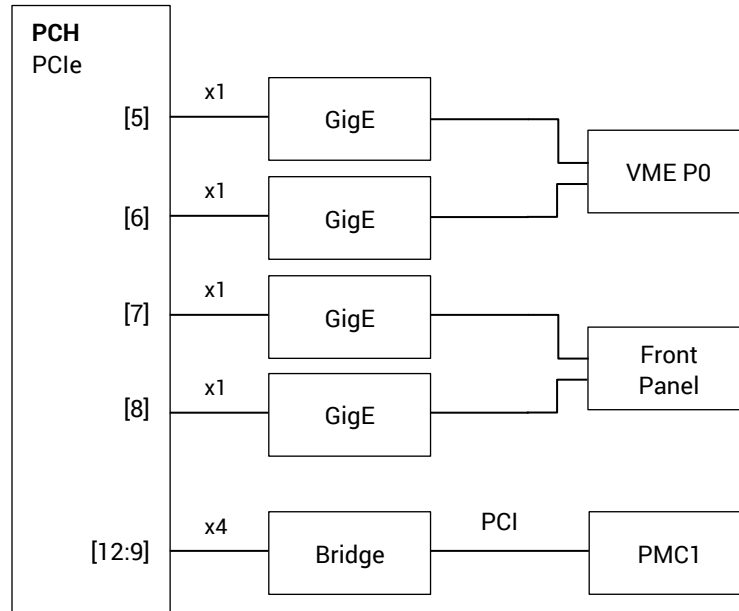 PCH
PCIe
x1
[5]
GigE
VME P0
x1
[6]
GigE
x1
[7]
GigE
Front
Panel
x1
[8]
GigE
x4
PCI
[12:9]
Bridge
PMC1